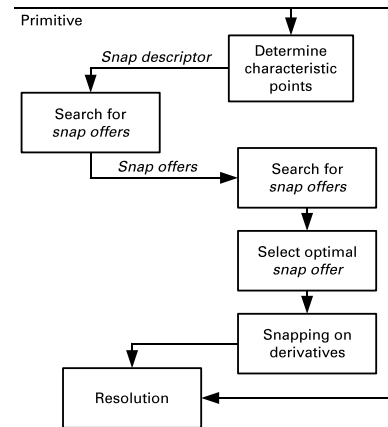 Primitive
Determine
characteristic
points
Snap descriptor
Search for
snap offers
Snap offers
Search for
snap offers
Select optimal
snap offer
Snapping on
derivatives
Resolution